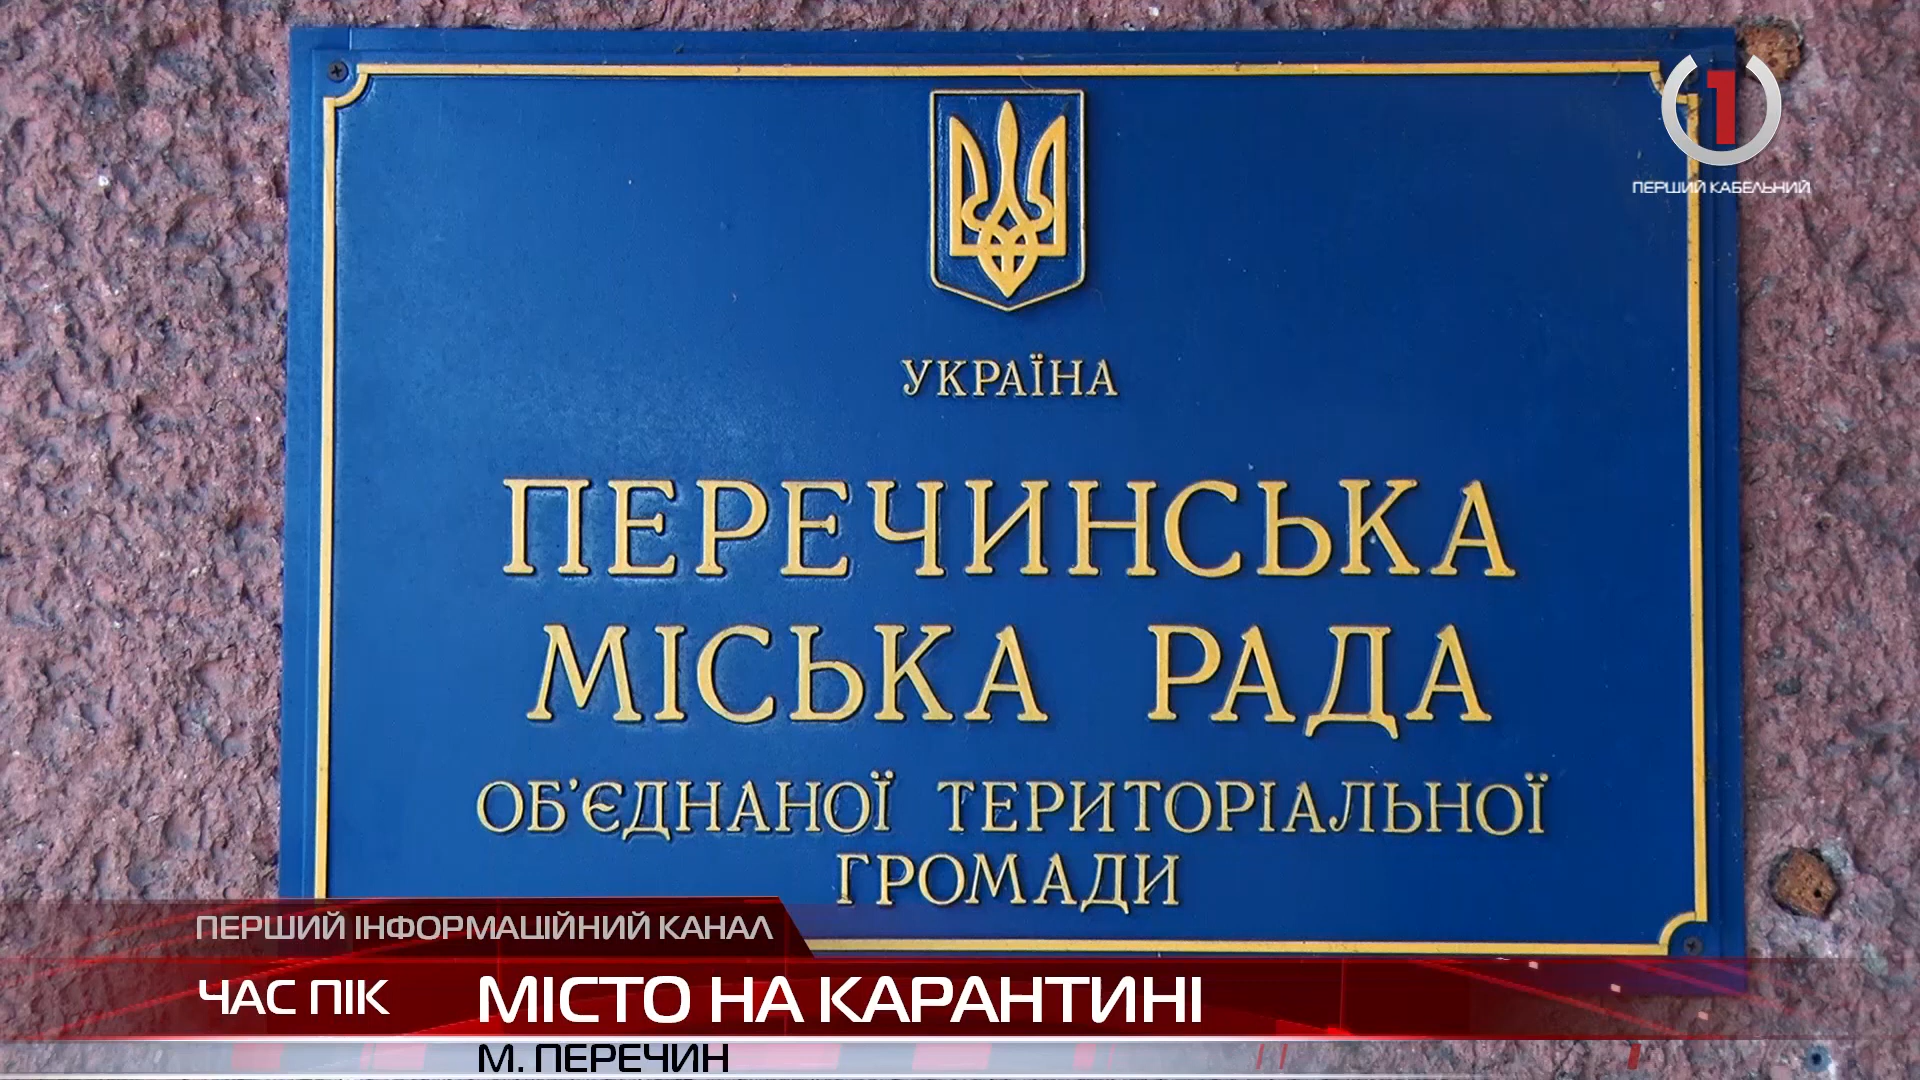 1
ПЕРШИЙ КАБЕЛЬНИЙ
УКРАЇНА
ПЕРЕЧИНСЬКА
МІСЬКА РАДА
ОБ'ЄДНАНОЇ ТЕРИТОРІАЛЬНОЇ
ГРОМАДИ
ПЕРШИЙ ІНФОРМАЦІЙНИЙ КАНАЛ
ЧАС ПІК МІСТО НА КАРАНТИНІ
М. ПЕРЕЧИН